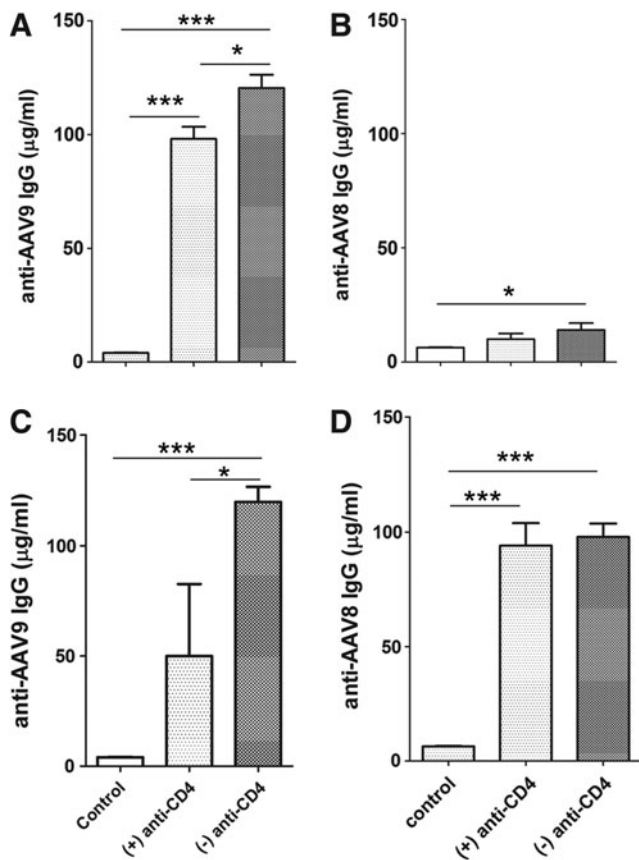 A
anti-AAV9 IgG (μg/ml)
150
100
50
0
***
*
***
B
anti-AAV8 IgG (μg/ml)
150
100
50
0
*
C
anti-AAV9 IgG (μg/ml)
150
100
50
0
***
*
Control
(+) anti-CD4
(-) anti-CD4
D
anti-AAV8 IgG (μg/ml)
150
100
50
0
***
***
control
(+) anti-CD4
(-) anti-CD4